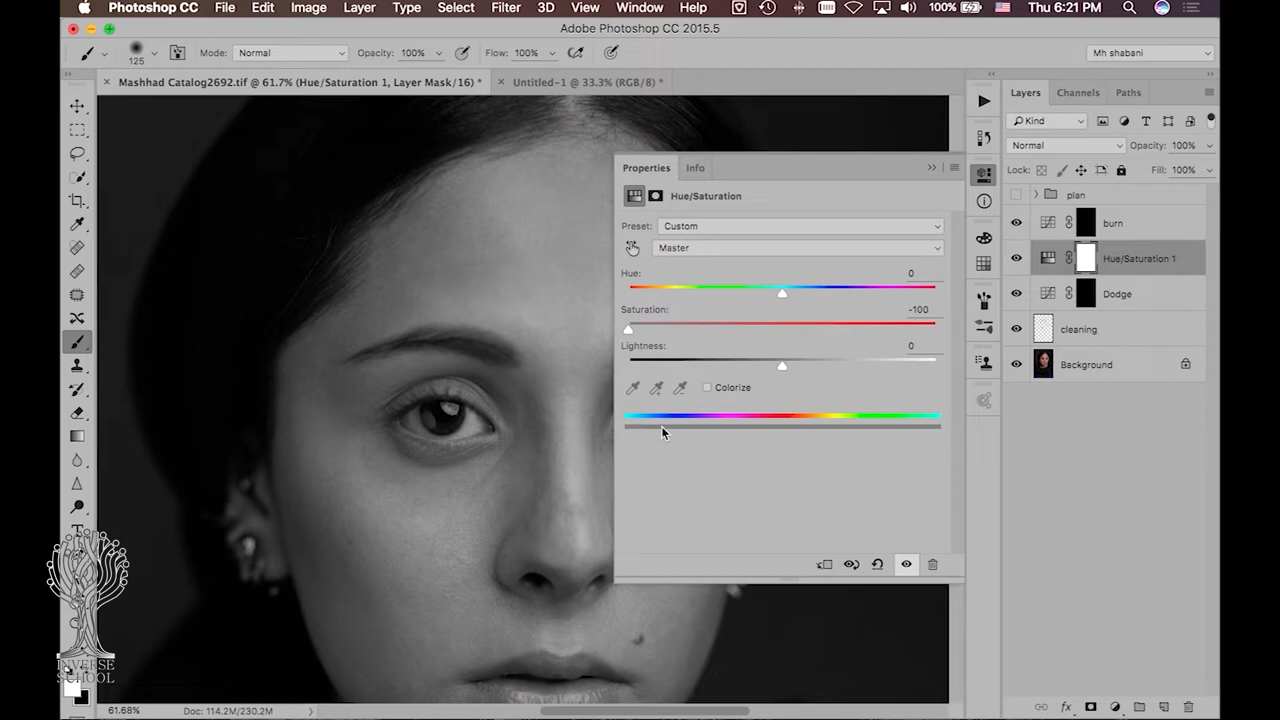 Photoshop CC File Edit Image Layer Type Select Filter 3D View Window Help 100% Thu 6:21 PM
Adobe Photoshop CC 2015.5
125 Mode: Normal Opacity: 100% Flow: 100% Mh shabani
Mashhad Catalog2692.tif @ 61.7% (Hue/Saturation 1, Layer Mask/16) * Untitled-1 @ 33.3% (RGB/8) *
Layers Channels Paths
Kind
Normal Opacity: 100%
Lock: Fill: 100%
plan
burn
Hue/Saturation 1
Dodge
cleaning
Background
Properties Info
Hue/Saturation
Preset: Custom
Master
Hue: 0
Saturation: -100
Lightness: 0
Colorize
INVERSE
SCHOOL
61.68% Doc: 114.2M/230.2M
fx